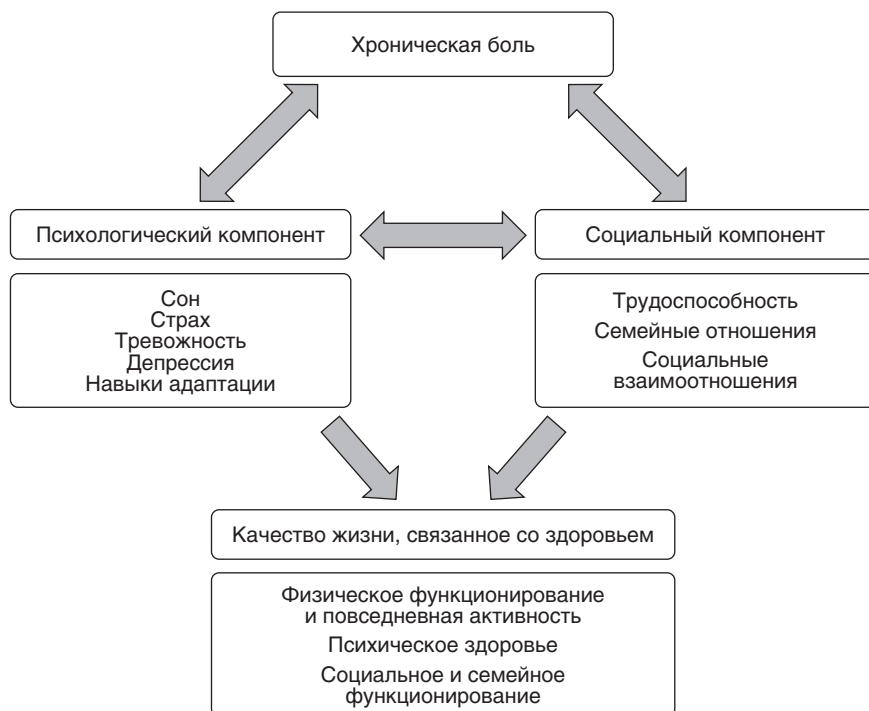 Хроническая боль
Психологический компонент
Социальный компонент
Сон
Страх
Тревожность
Депрессия
Навыки адаптации
Трудоспособность
Семейные отношения
Социальные
взаимоотношения
Качество жизни, связанное со здоровьем
Физическое функционирование
и повседневная активность
Психическое здоровье
Социальное и семейное
функционирование